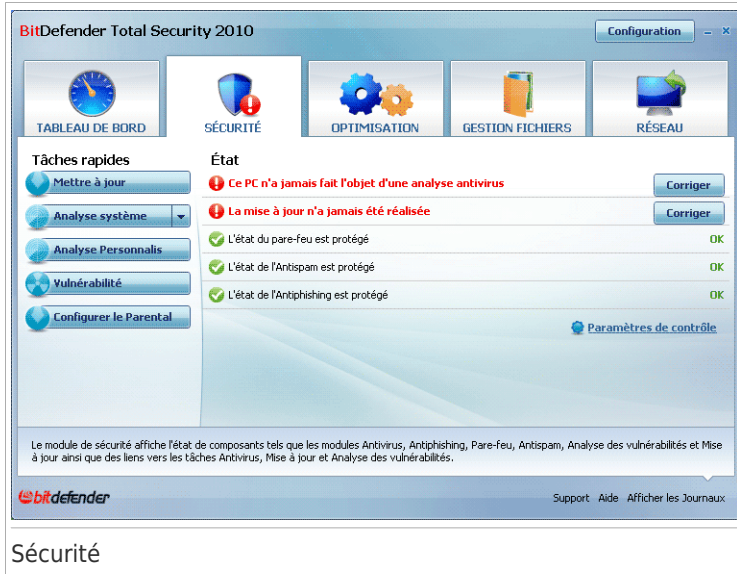 BitDefender Total Security 2010
Configuration
TABLEAU DE BORD
SÉCURITÉ
OPTIMISATION
GESTION FICHIERS
RÉSEAU
Tâches rapides
Mettre à jour
Analyse système
Analyse Personnalis
Vulnérabilité
Configurer le Parental
État
Ce PC n'a jamais fait l'objet d'une analyse antivirus
Corriger
La mise à jour n'a jamais été réalisée
Corriger
L'état du pare-feu est protégé
OK
L'état de l'Antispam est protégé
OK
L'état de l'Antiphishing est protégé
OK
Paramètres de contrôle
Le module de sécurité affiche l'état de composants tels que les modules Antivirus, Antiphishing, Pare-feu, Antispam, Analyse des vulnérabilités et Mise
à jour ainsi que des liens vers les tâches Antivirus, Mise à jour et Analyse des vulnérabilités.
bitdefender
Support Aide Afficher les Journaux
Sécurité